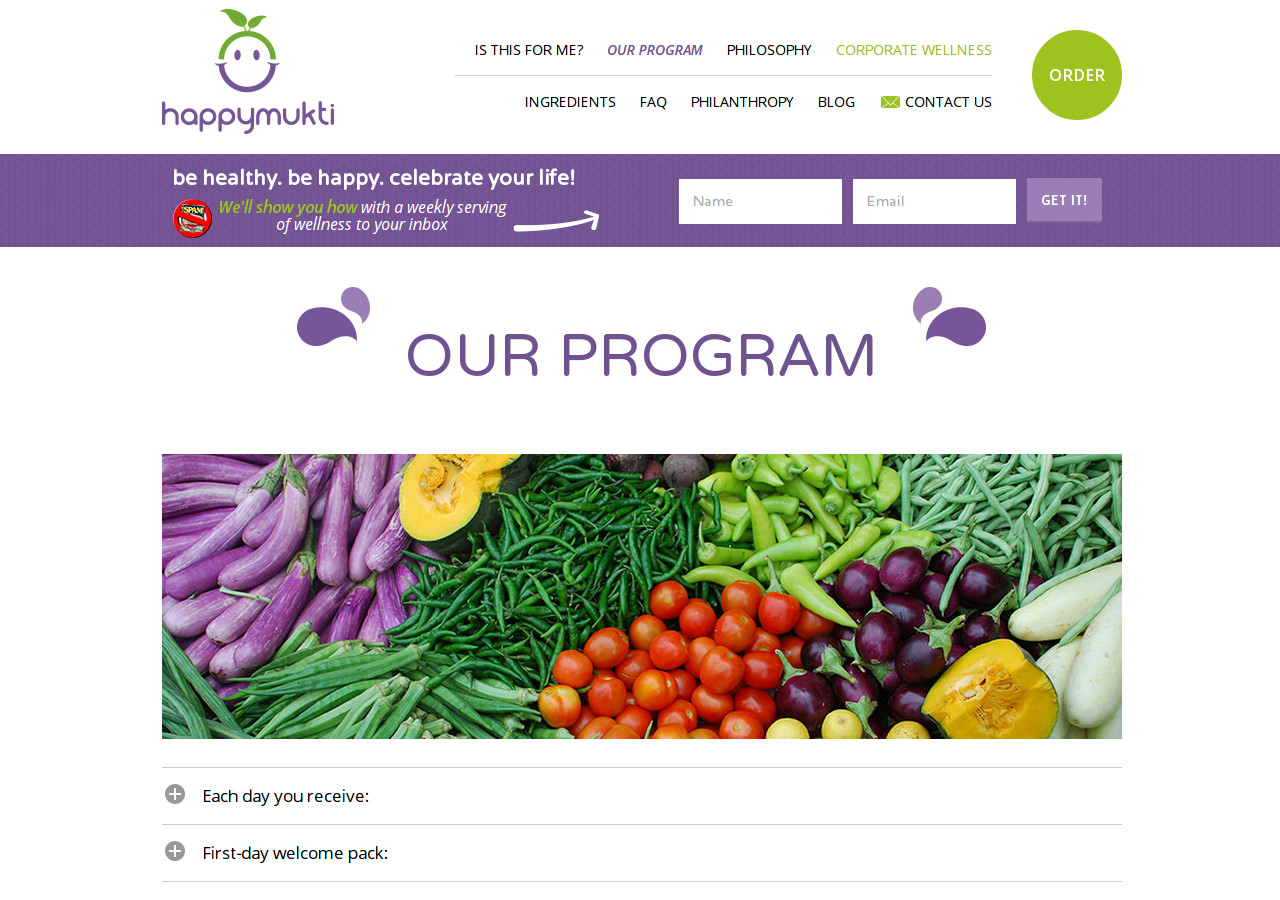 happymukti
IS THIS FOR ME? OUR PROGRAM PHILOSOPHY CORPORATE WELLNESS
INGREDIENTS FAQ PHILANTHROPY BLOG CONTACT US
ORDER
be healthy. be happy. celebrate your life!
SPAM
We'll show you how with a weekly serving
of wellness to your inbox
Name
Email
GET IT!
OUR PROGRAM
Each day you receive:
First-day welcome pack: